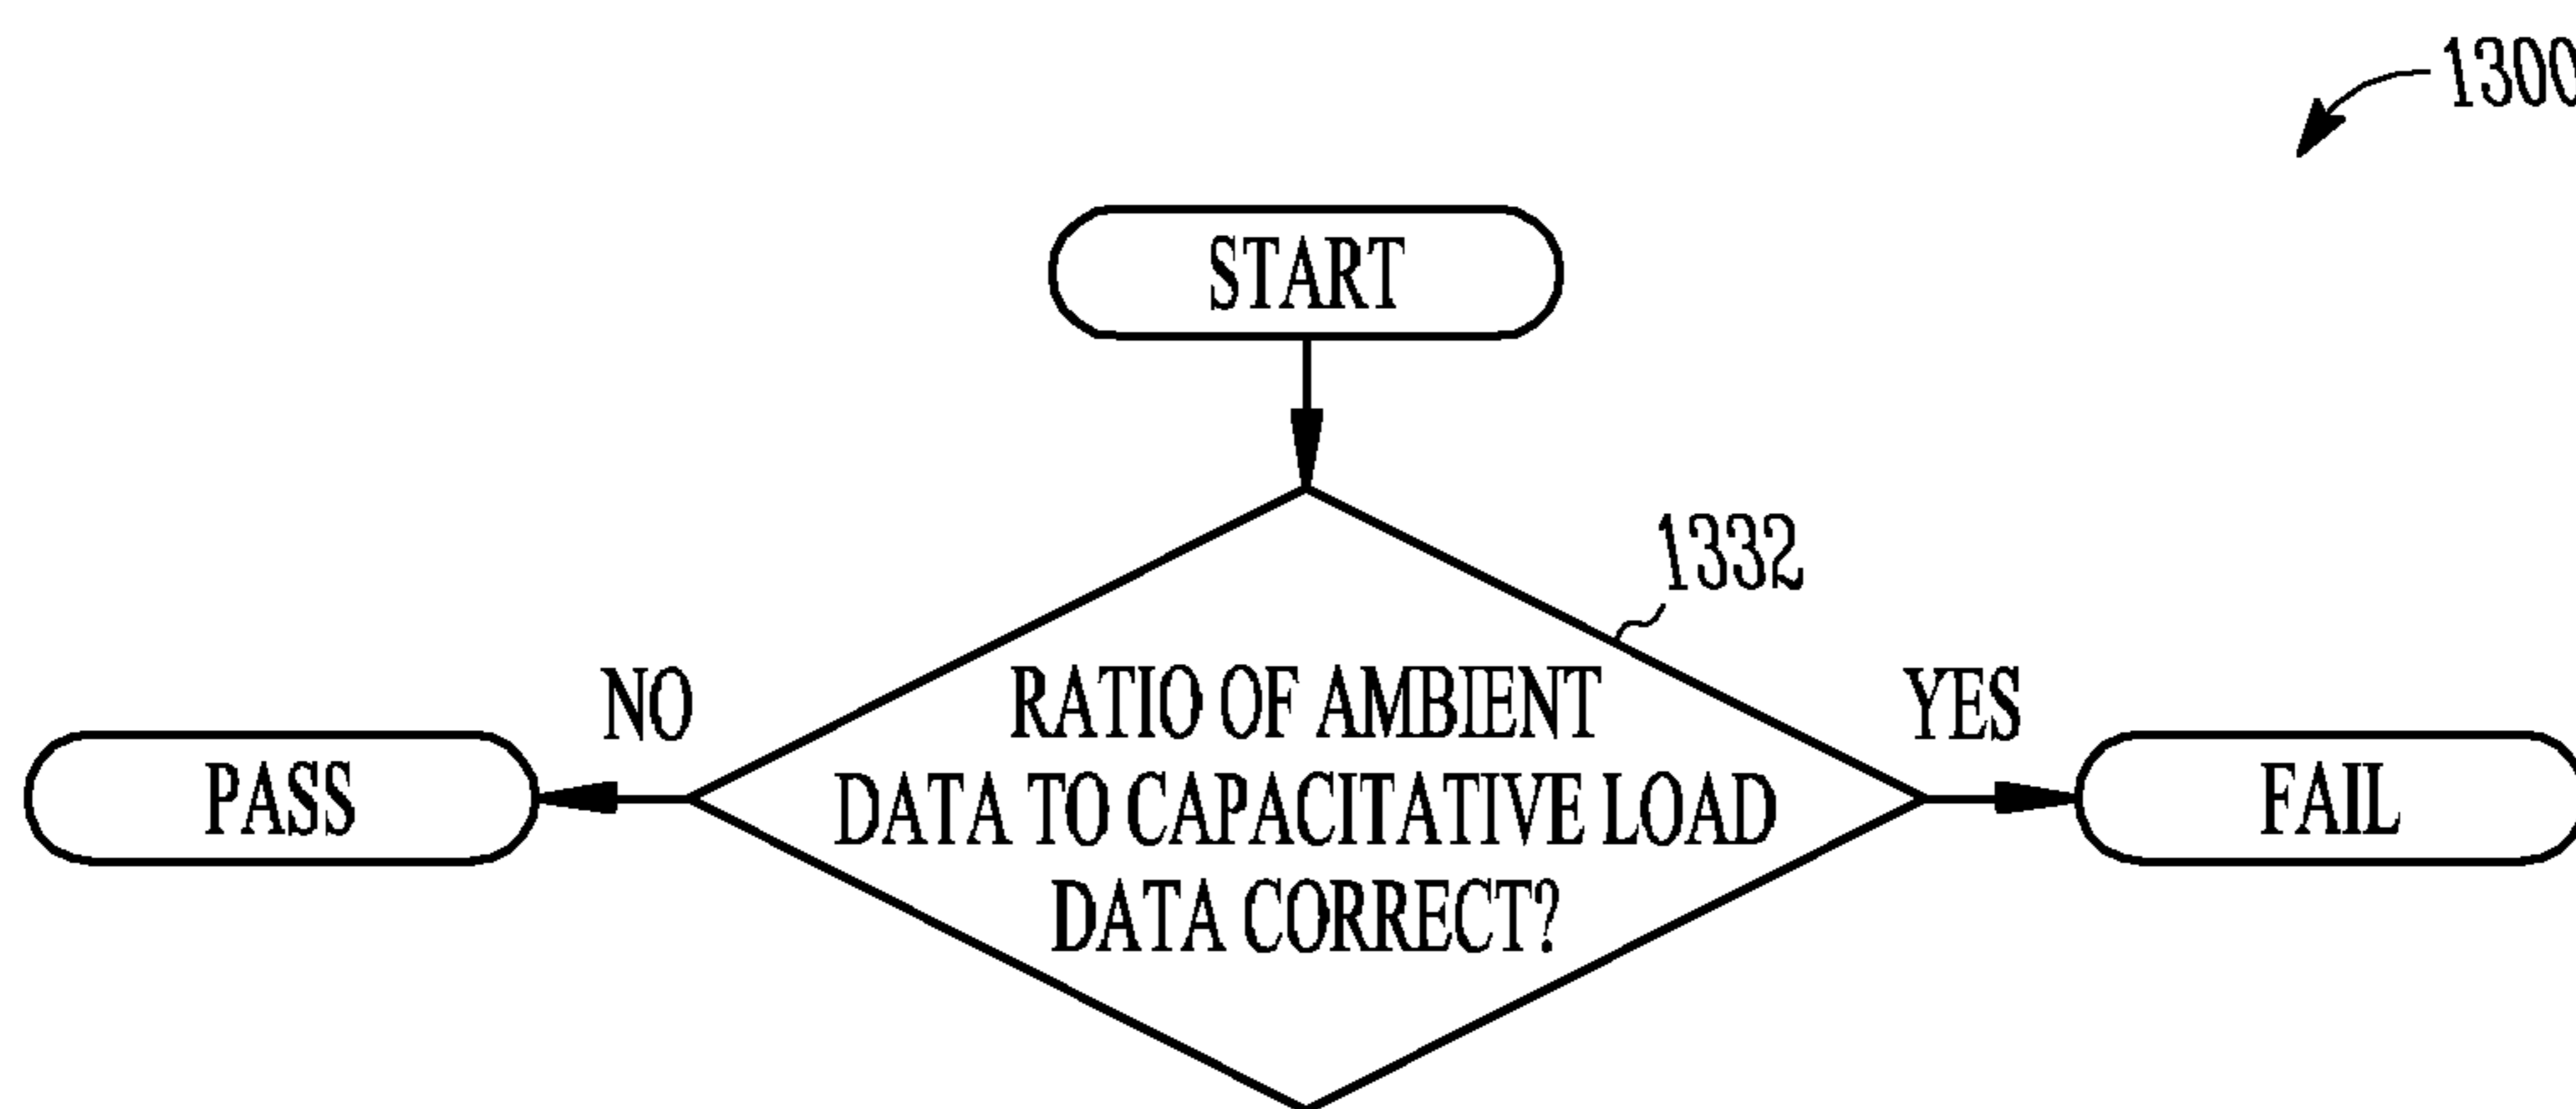 1300
START
1332
NO
RATIO OF AMBIENT
YES
PASS
DATA TO CAPACITATIVE LOAD
FAIL
DATA CORRECT?